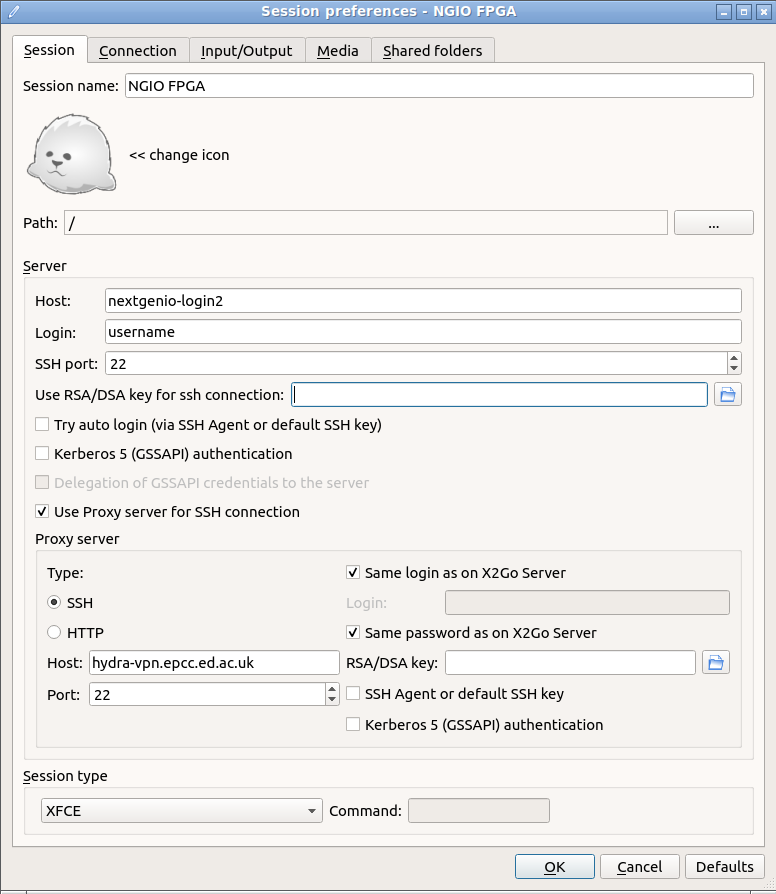 Session preferences - NGIO FPGA
Session Connection Input/Output Media Shared folders
Session name: NGIO FPGA
<< change icon
Path: / ...
Server
Host: nextgenio-login2
Login: username
SSH port: 22
Use RSA/DSA key for ssh connection:
Try auto login (via SSH Agent or default SSH key)
Kerberos 5 (GSSAPI) authentication
Delegation of GSSAPI credentials to the server
Use Proxy server for SSH connection
Proxy server
Type: Same login as on X2Go Server
SSH Login:
HTTP Same password as on X2Go Server
Host: hydra-vpn.epcc.ed.ac.uk RSA/DSA key:
Port: 22 SSH Agent or default SSH key
Kerberos 5 (GSSAPI) authentication
Session type
XFCE Command:
OK Cancel Defaults